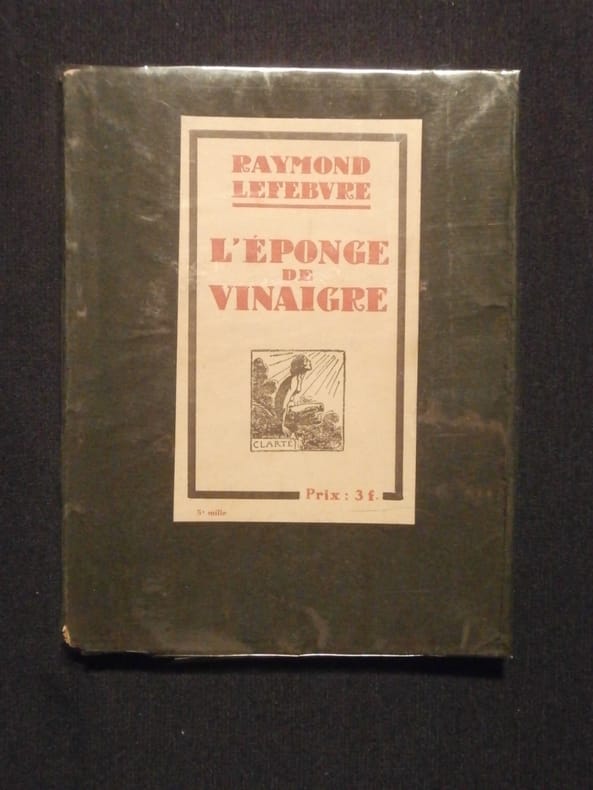 RAYMOND
LEFEBVRE
L'ÉPONGE
DE
VINAIGRE
CLARTÉ
Prix : 3 f.
5e mille